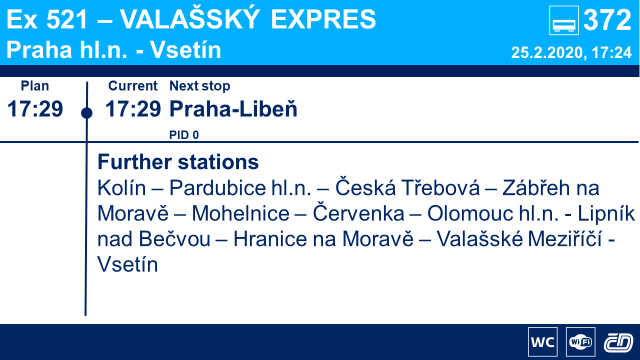 Ex 521 – VALAŠSKÝ EXPRES
372
Praha hl.n. - Vsetín
25.2.2020, 17:24
Plan
Current
Next stop
17:29
17:29
Praha-Libeň
PID 0
Further stations
Kolín – Pardubice hl.n. – Česká Třebová – Zábřeh na
Moravě – Mohelnice – Červenka – Olomouc hl.n. - Lipník
nad Bečvou – Hranice na Moravě – Valašské Meziříčí -
Vsetín
WC
WiFi
ČD